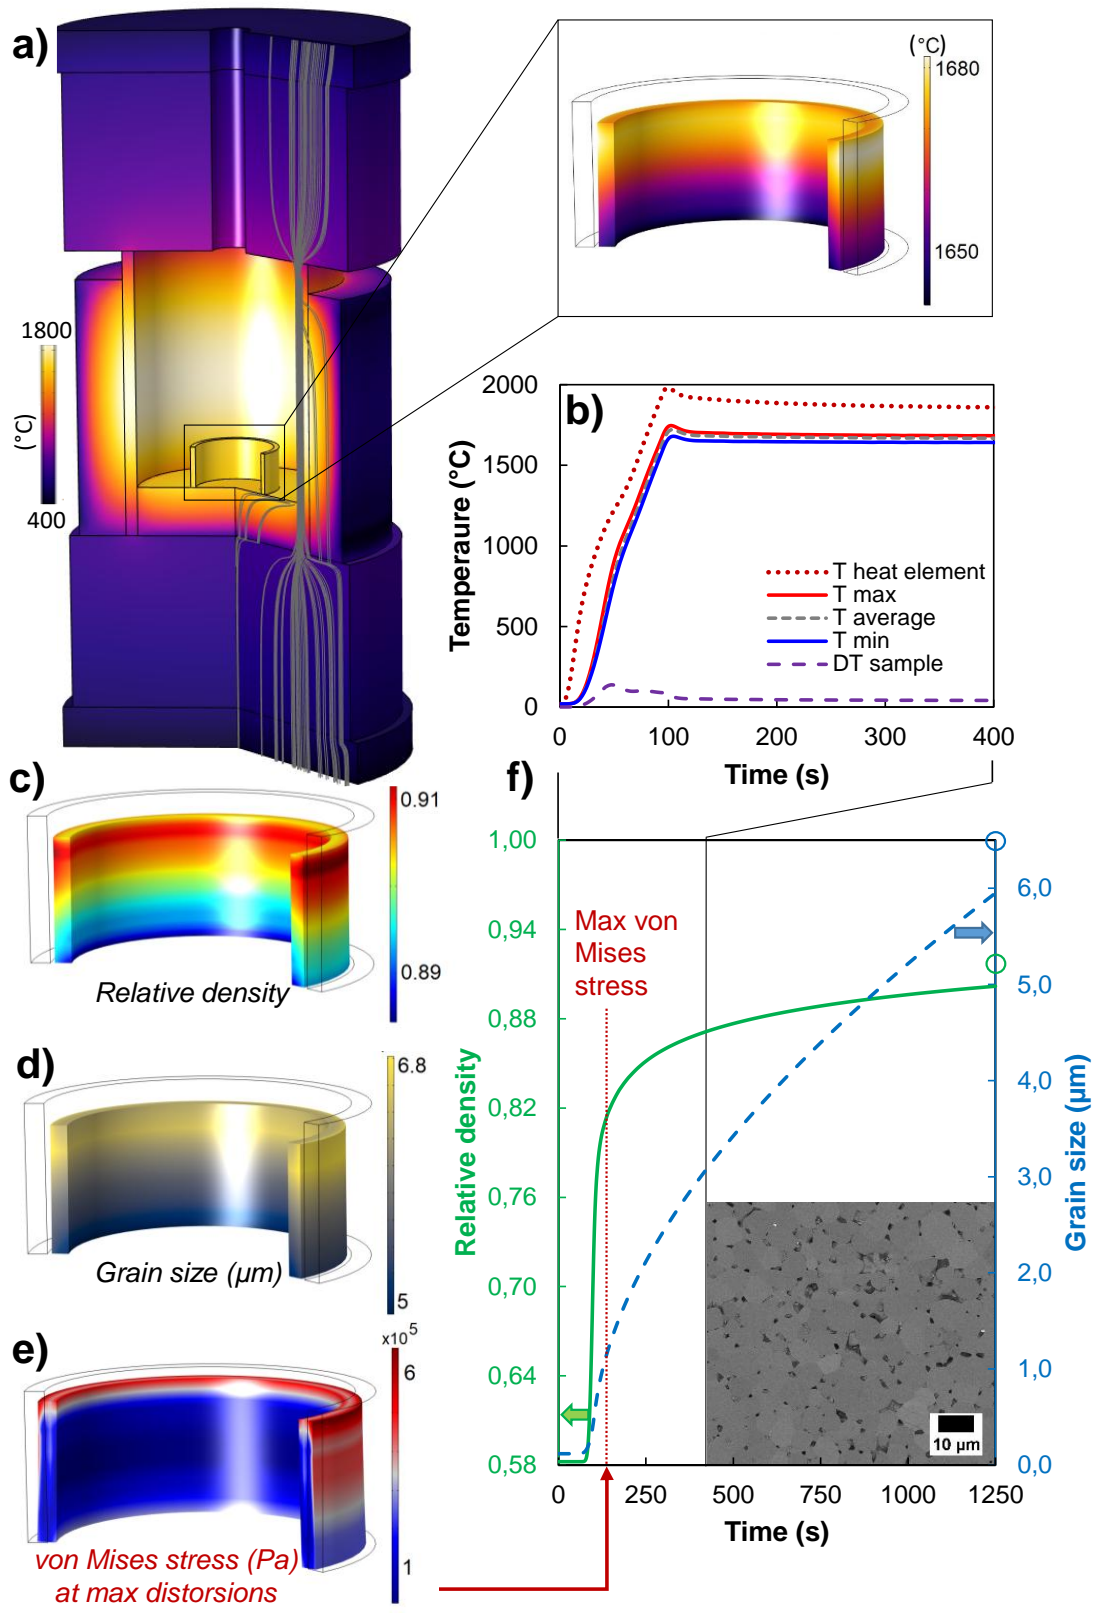 a)
1800
(°C)
400
(°C)
1680
1650
b)
2000
1500
1000
500
0
Temperaure (°C)
T heat element
T max
T average
T min
DT sample
0
100
200
300
400
Time (s)
c)
0.91
0.89
Relative density
d)
6.8
5
Grain size (μm)
e)
x10⁵
6
1
von Mises stress (Pa)
at max distorsions
f)
1,00
0,94
0,88
0,82
0,76
0,70
0,64
0,58
Relative density
Max von
Mises
stress
6,0
5,0
4,0
3,0
2,0
1,0
0,0
Grain size (μm)
10 μm
0
250
500
750
1000
1250
Time (s)